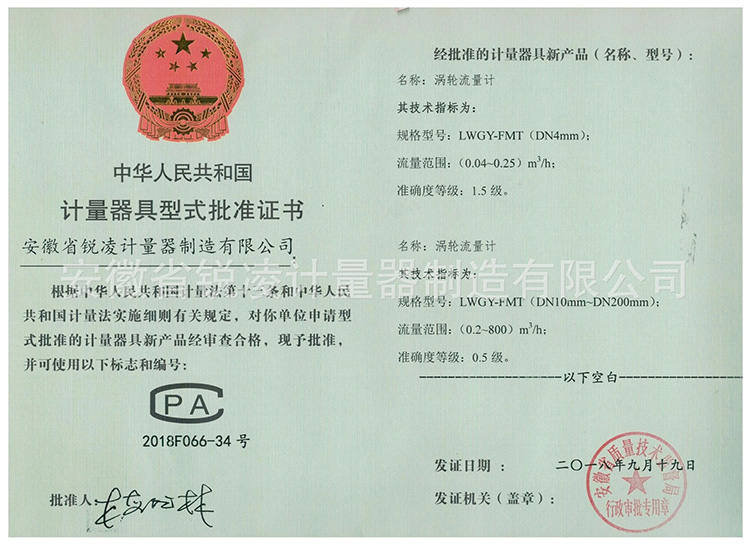 中华人民共和国
计量器具型式批准证书
安徽省锐凌计量器制造有限公司:
根据中华人民共和国计量法第十三条和中华人民
共和国计量法实施细则有关规定，对你单位申请型
式批准的计量器具新产品经审查合格，现予批准，
并可使用以下标志和编号：
CPA
2018F066-34 号
批准人:
经批准的计量器具新产品（名称、型号）:
名称：涡轮流量计
其技术指标为：
规格型号：LWGY-FMT（DN4mm）；
流量范围：（0.04~0.25）m³/h；
准确度等级：1.5 级。
名称：涡轮流量计
其技术指标为：
规格型号：LWGY-FMT（DN10mm~DN200mm）；
流量范围：（0.2~800）m³/h；
准确度等级：0.5 级。
以下空白
发证日期： 二〇一八年九月十九日
发证机关（盖章）：
安徽省质量技术监督局
行政审批专用章
安徽省锐凌计量器制造有限公司